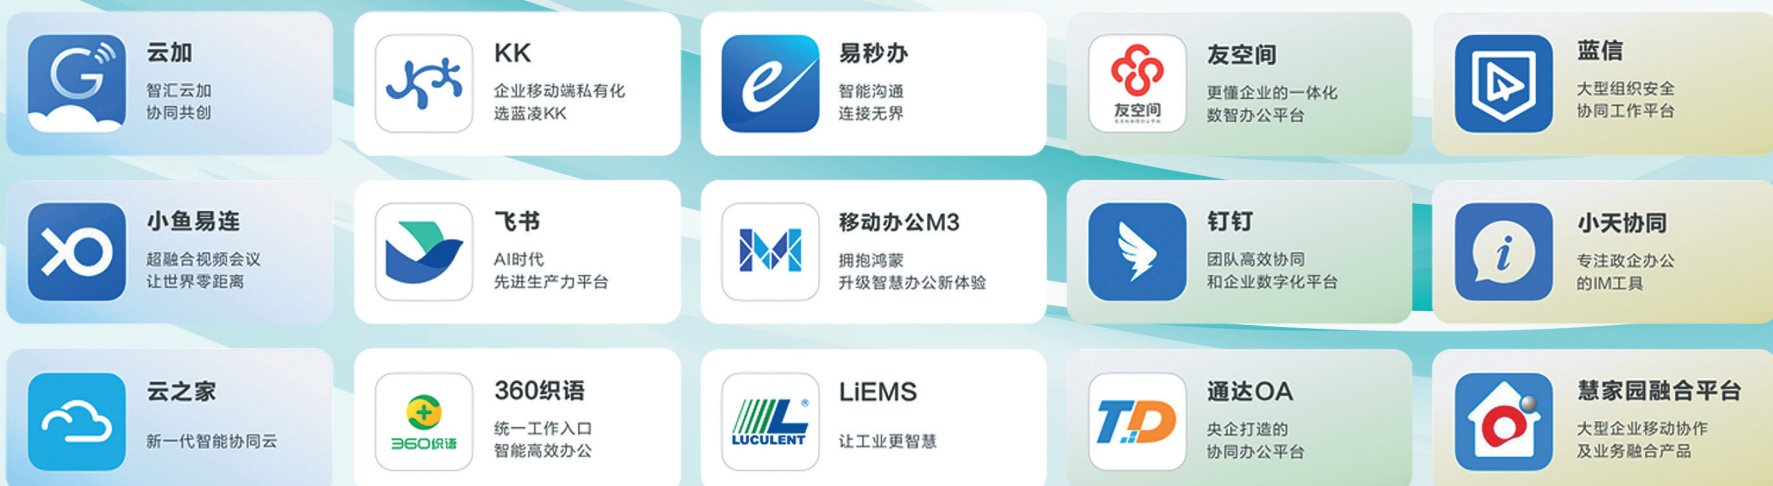 云加
智汇云加
协同共创
KK
企业移动端私有化
选蓝凌KK
易秒办
智能沟通
连接无界
友空间
友空间
更懂企业的一体化
数智办公平台
蓝信
大型组织安全
协同工作平台
小鱼易连
超融合视频会议
让世界零距离
飞书
AI时代
先进生产力平台
移动办公M3
拥抱鸿蒙
升级智慧办公新体验
钉钉
团队高效协同
和企业数字化平台
小天协同
专注政企办公
的IM工具
云之家
新一代智能协同云
360织语
360织语
统一工作入口
智能高效办公
LUCULENT
LiEMS
让工业更智慧
TD
通达OA
央企打造的
协同办公平台
慧家园融合平台
大型企业移动协作
及业务融合产品